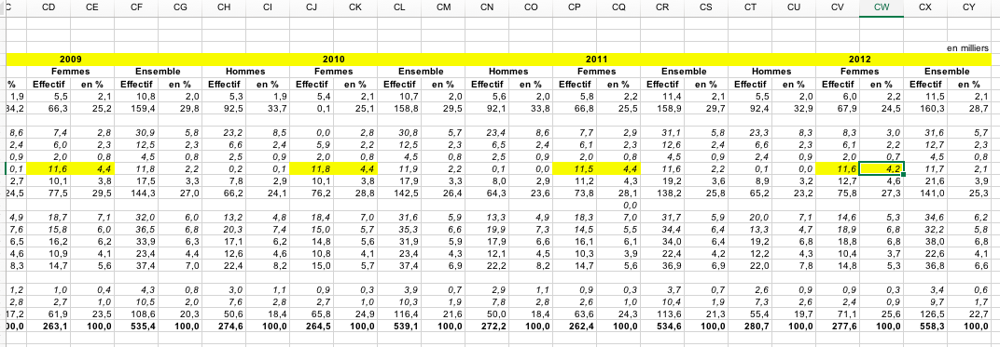 C CD CE CF CG CH CI CJ CK CL CM CN CO CP CQ CR CS CT CU CV CW CX CY
en milliers
2009 2010 2011 2012
Femmes Ensemble Hommes Femmes Ensemble Hommes Femmes Ensemble Hommes Femmes Ensemble
% Effectif en % Effectif en % Effectif en % Effectif en % Effectif en % Effectif en % Effectif en % Effectif en % Effectif en % Effectif en % Effectif en %
1,9 5,5 2,1 10,8 2,0 5,3 1,9 5,4 2,1 10,7 2,0 5,6 2,0 5,8 2,2 11,4 2,1 5,5 2,0 6,0 2,2 11,5 2,1
34,2 66,3 25,2 159,4 29,8 92,5 33,7 0,1 25,1 158,8 29,5 92,1 33,8 66,8 25,5 158,9 29,7 92,4 32,9 67,9 24,5 160,3 28,7
8,6 7,4 2,8 30,9 5,8 23,2 8,5 0,0 2,8 30,8 5,7 23,4 8,6 7,7 2,9 31,1 5,8 23,3 8,3 8,3 3,0 31,6 5,7
2,4 6,0 2,3 12,5 2,3 6,6 2,4 5,9 2,2 12,5 2,3 6,5 2,4 6,1 2,3 12,6 2,4 6,6 2,3 6,1 2,2 12,7 2,3
0,9 2,0 0,8 4,5 0,8 2,5 0,9 2,0 0,8 4,5 0,8 2,5 0,9 2,0 0,8 4,5 0,9 2,4 0,9 2,0 0,7 4,5 0,8
0,1 11,6 4,4 11,8 2,2 0,2 0,1 11,8 4,4 11,9 2,2 0,1 0,0 11,5 4,4 11,6 2,2 0,1 0,0 11,6 4,2 11,7 2,1
2,7 10,1 3,8 17,5 3,3 7,8 2,9 10,1 3,8 17,9 3,3 8,0 2,9 11,2 4,3 19,2 3,6 8,9 3,2 12,7 4,6 21,6 3,9
24,5 77,5 29,5 144,3 27,0 66,2 24,1 76,2 28,8 142,5 26,4 64,3 23,6 73,8 28,1 138,2 25,8 65,2 23,2 75,8 27,3 141,0 25,3
0,0
4,9 18,7 7,1 32,0 6,0 13,2 4,8 18,4 7,0 31,6 5,9 13,3 4,9 18,3 7,0 31,7 5,9 20,0 7,1 14,6 5,3 34,6 6,2
7,6 15,8 6,0 36,5 6,8 20,3 7,4 15,0 5,7 35,3 6,6 19,9 7,3 14,5 5,5 34,4 6,4 13,3 4,7 18,9 6,8 32,2 5,8
6,5 16,2 6,2 33,9 6,3 17,1 6,2 14,8 5,6 31,9 5,9 17,9 6,6 16,1 6,1 34,0 6,4 19,2 6,8 18,8 6,8 38,0 6,8
4,6 10,9 4,1 23,4 4,4 12,6 4,6 10,8 4,1 23,4 4,3 12,1 4,5 10,3 3,9 22,4 4,2 12,2 4,3 10,4 3,7 22,6 4,1
8,3 14,7 5,6 37,4 7,0 22,4 8,2 15,0 5,7 37,4 6,9 22,2 8,2 14,7 5,6 36,9 6,9 22,0 7,8 14,8 5,3 36,8 6,6
1,2 1,0 0,4 4,3 0,8 3,0 1,1 0,9 0,3 3,9 0,7 2,9 1,1 0,9 0,3 3,7 0,7 2,6 0,9 0,9 0,3 3,4 0,6
2,8 2,7 1,0 10,5 2,0 7,6 2,8 2,7 1,0 10,3 1,9 7,8 2,8 2,6 1,0 10,4 1,9 7,3 2,6 2,4 0,9 9,7 1,7
17,2 61,9 23,5 108,6 20,3 50,6 18,4 65,8 24,9 116,4 21,6 50,0 18,4 63,6 24,3 113,6 21,3 55,4 19,7 71,1 25,6 126,5 22,7
00,0 263,1 100,0 535,4 100,0 274,6 100,0 264,5 100,0 539,1 100,0 272,2 100,0 262,4 100,0 534,6 100,0 280,7 100,0 277,6 100,0 558,3 100,0